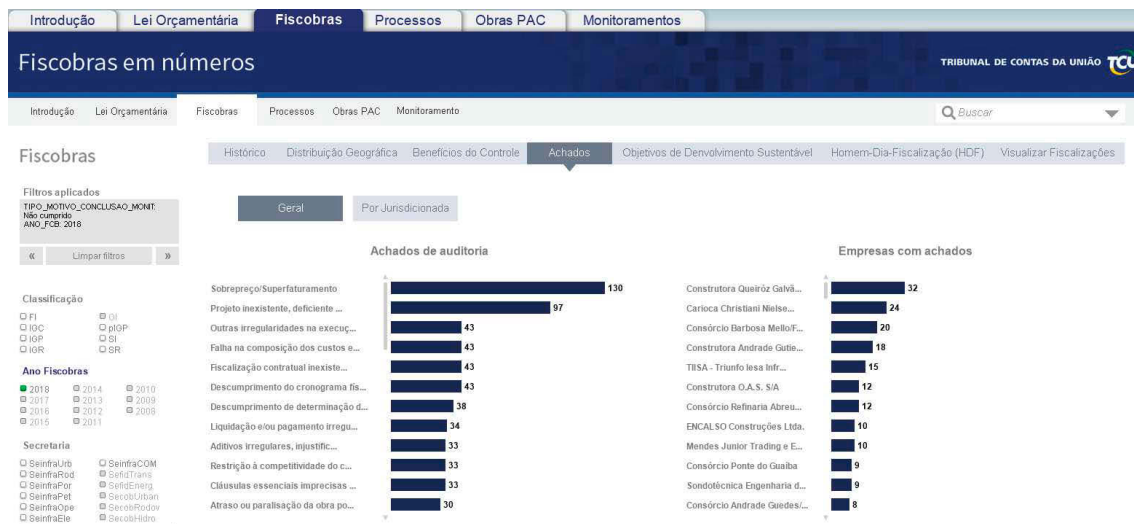 Introdução Lei Orçamentária Fiscobras Processos Obras PAC Monitoramentos
Fiscobras em números
TRIBUNAL DE CONTAS DA UNIÃO TCU
Introdução Lei Orçamentária Fiscobras Processos Obras PAC Monitoramento
Buscar
Fiscobras
Histórico Distribuição Geográfica Benefícios do Controle Achados Objetivos de Denvolvimento Sustentável Homem-Dia-Fiscalização (HDF) Visualizar Fiscalizações
Filtros aplicados
TIPO_MOTIVO_CONCLUSAO_MONIT:
Não cumprido
ANO_FCB: 2018
« Limpar filtros »
Geral Por Jurisdicionada
Classificação
FI OI
IGC pIGP
IGP SI
IGR SR
Ano Fiscobras
2018 2014 2010
2017 2013 2009
2016 2012 2008
2015 2011
Secretaria
SeinfraUrb SeinfraCOM
SeinfraRod SefidTrans
SeinfraPor SefidEnerg
SeinfraPet SecobUrban
SeinfraOpe SecobRodov
SeinfraEle SecobHidro
Achados de auditoria
Sobrepreço/Superfaturamento 130
Projeto inexistente, deficiente ... 97
Outras irregularidades na execuç... 43
Falha na composição dos custos e... 43
Fiscalização contratual inexiste... 43
Descumprimento do cronograma fís... 43
Descumprimento de determinação d... 38
Liquidação e/ou pagamento irregu... 34
Aditivos irregulares, injustific... 33
Restrição à competitividade do c... 33
Cláusulas essenciais imprecisas ... 33
Atraso ou paralisação da obra po... 30
Empresas com achados
Construtora Queiróz Galvã... 32
Carioca Christiani Nielse... 24
Consórcio Barbosa Mello/F... 20
Construtora Andrade Gutie... 18
TIISA - Triunfo Iesa Infr... 15
Construtora O.A.S. S/A 12
Consórcio Refinaria Abreu... 12
ENCALSO Construções Ltda. 10
Mendes Junior Trading e E... 10
Consórcio Ponte do Guaíba 9
Sondotécnica Engenharia d... 9
Consórcio Andrade Guedes/... 8